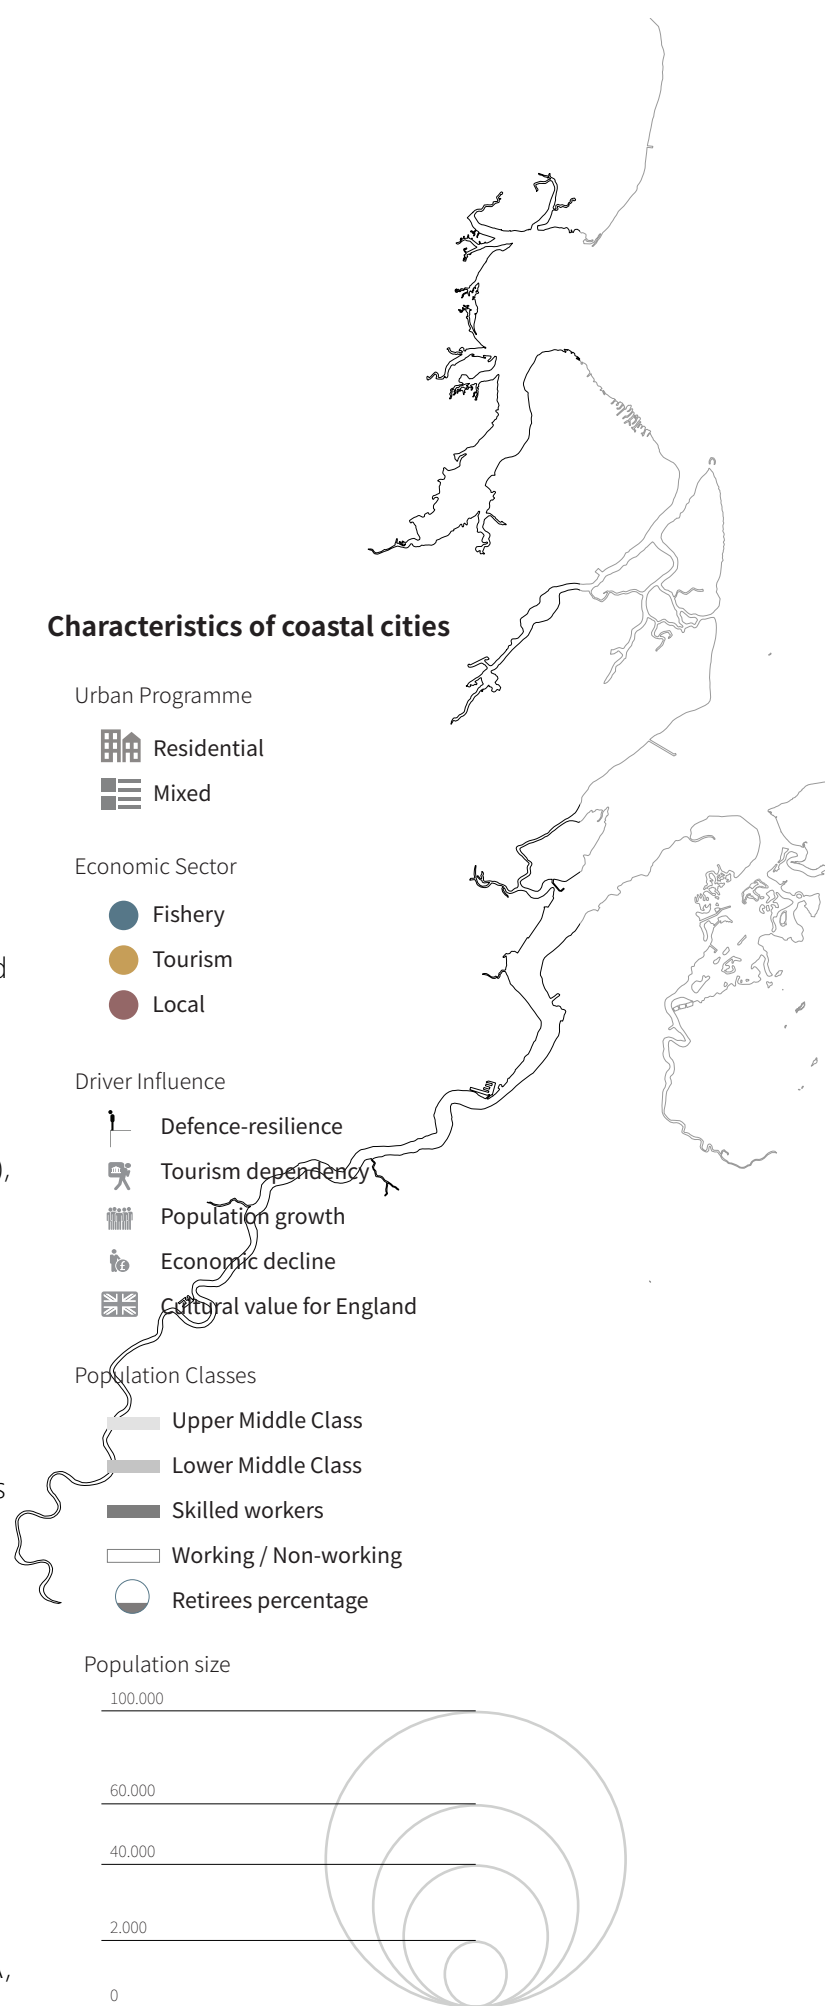 Characteristics of coastal cities
Urban Programme
Residential
Mixed
Economic Sector
Fishery
Tourism
Local
Driver Influence
Defence-resilience
Tourism dependency
Population growth
Economic decline
Cultural value for England
Population Classes
Upper Middle Class
Lower Middle Class
Skilled workers
Working / Non-working
Retirees percentage
Population size
100.000
60.000
40.000
2.000
0